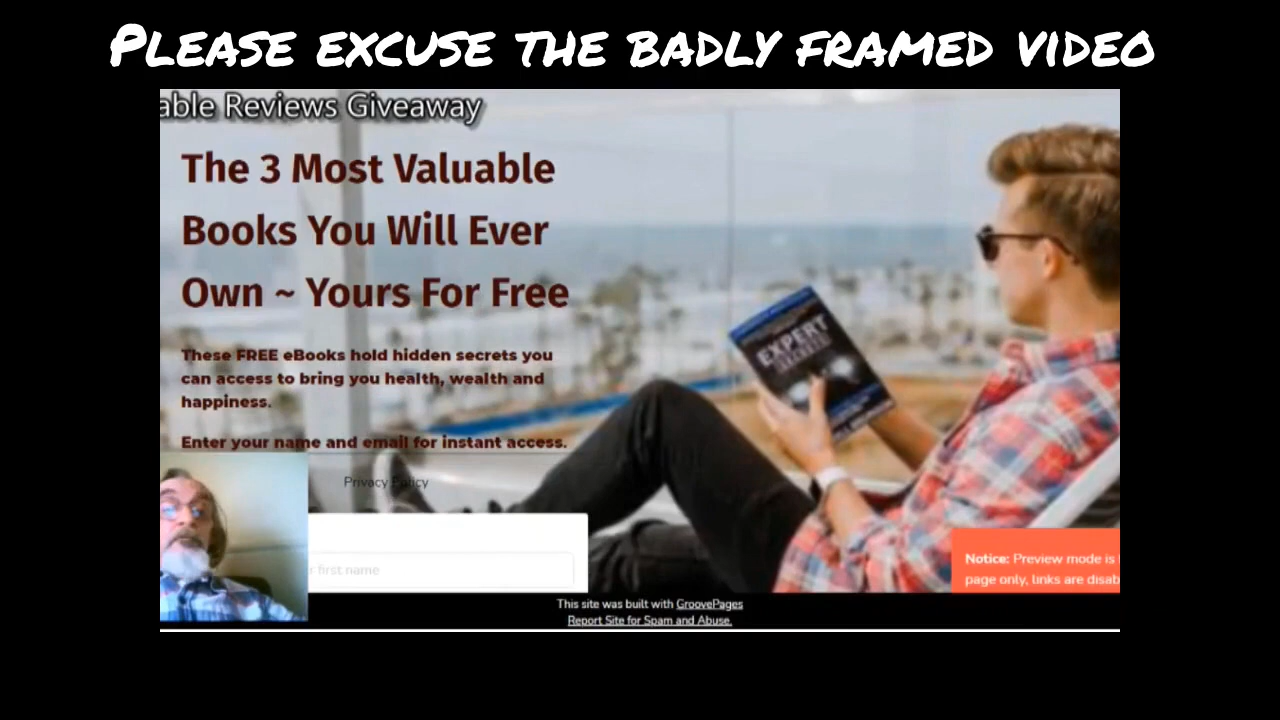 PLEASE EXCUSE THE BADLY FRAMED VIDEO
able Reviews Giveaway
The 3 Most Valuable
Books You Will Ever
Own ~ Yours For Free
These FREE eBooks hold hidden secrets you
can access to bring you health, wealth and
happiness.
Enter your name and email for instant access.
Privacy Policy
EXPERT
SECRETS
r first name
Notice: Preview mode is
page only, links are disab
This site was built with GroovePages
Report Site for Spam and Abuse.